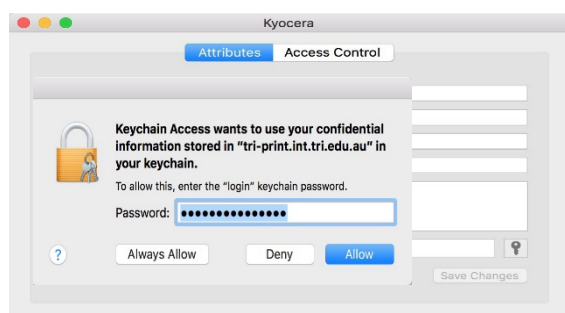 Kyocera
Attributes Access Control
Keychain Access wants to use your confidential
information stored in "tri-print.int.tri.edu.au" in
your keychain.
To allow this, enter the "login" keychain password.
Password: •••••••••••••••
? Always Allow Deny Allow
Save Changes